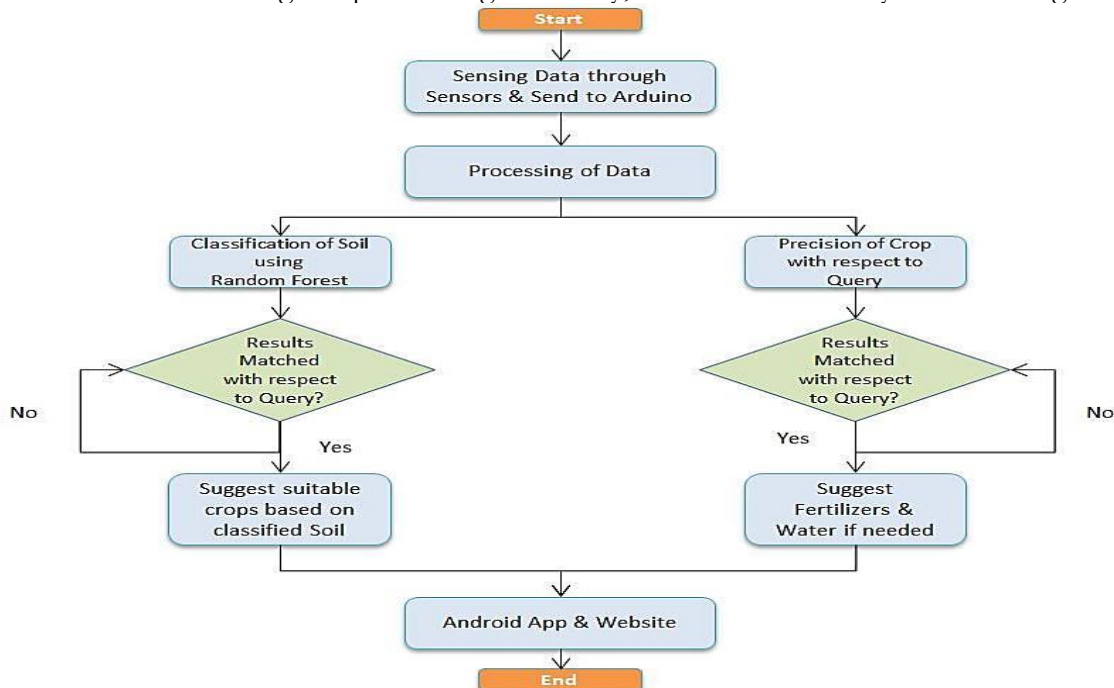 Start
Sensing Data through
Sensors & Send to Arduino
Processing of Data
Classification of Soil
using
Random Forest
Precision of Crop
with respect to
Query
Results
Matched
with respect
to Query?
Results
Matched
with respect
to Query?
No
Yes
Yes
No
Suggest suitable
crops based on
classified Soil
Suggest
Fertilizers &
Water if needed
Android App & Website
End